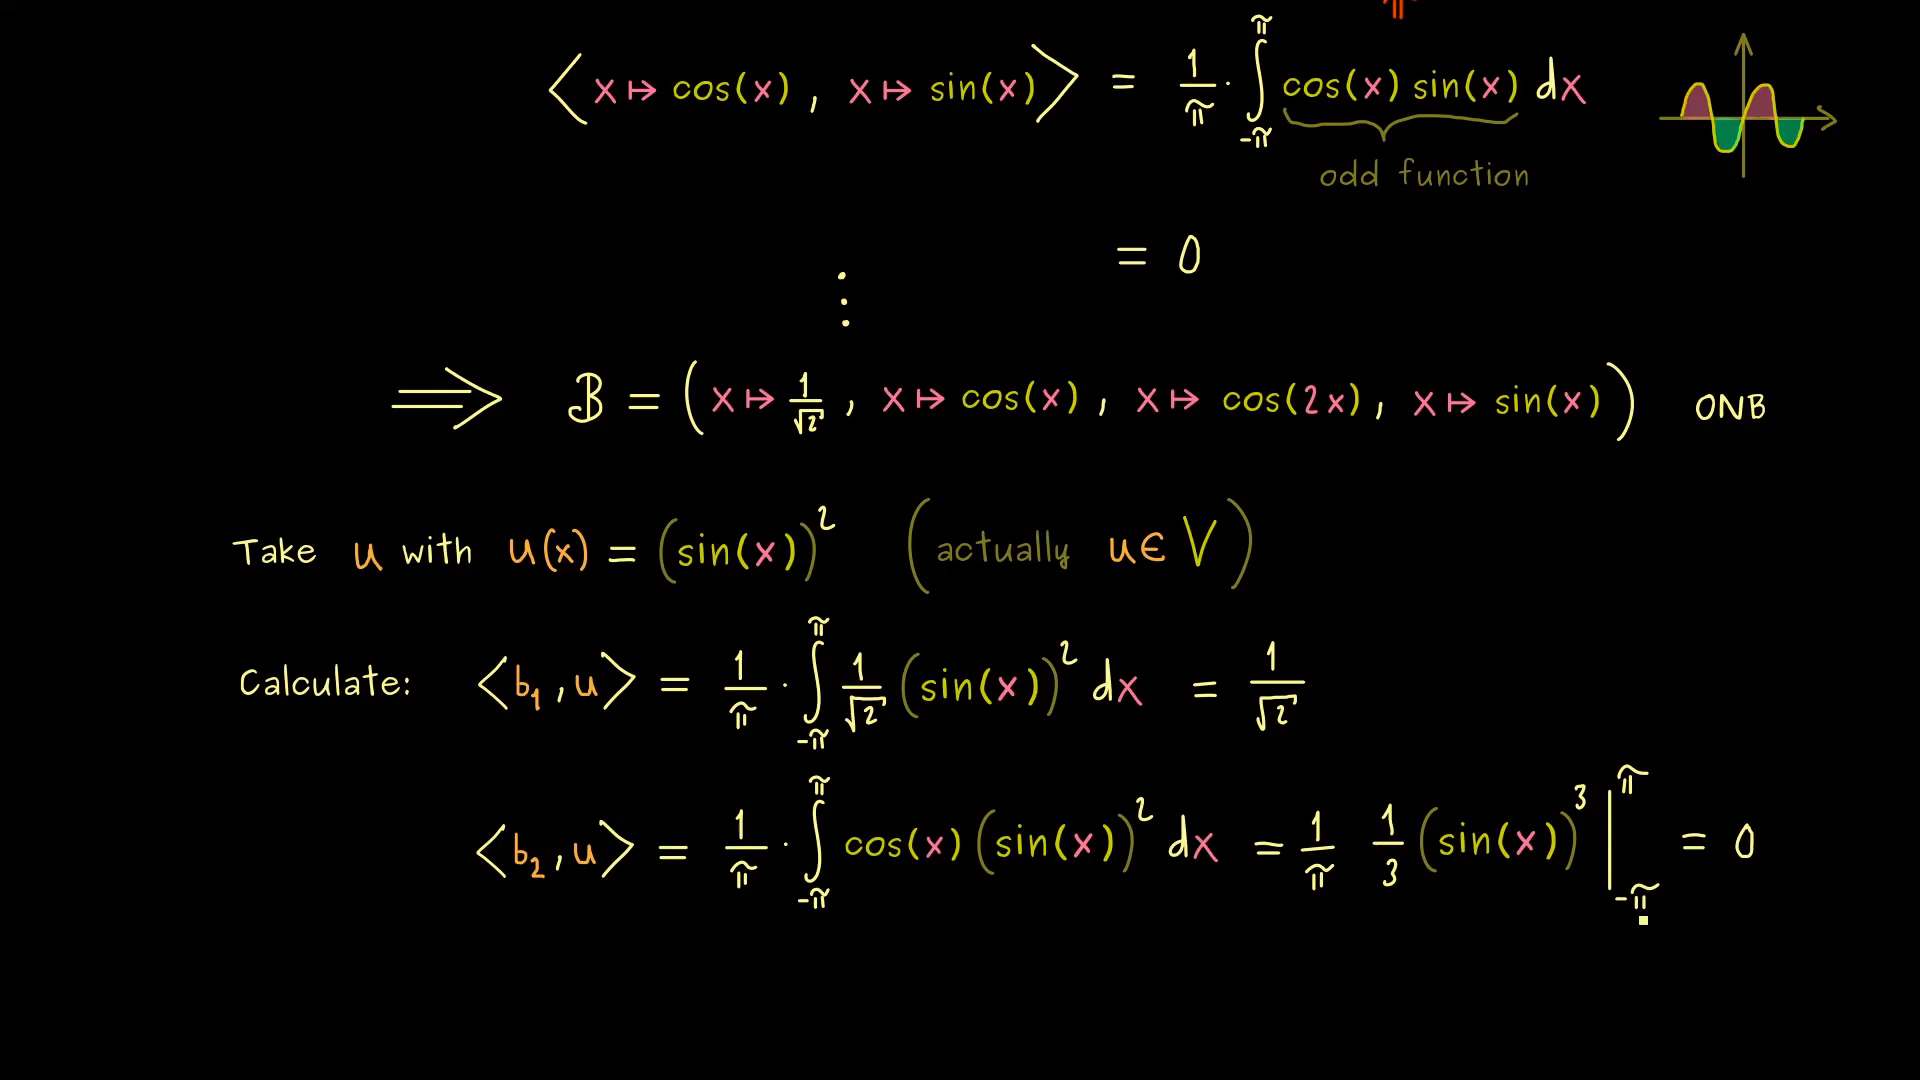 ⟨x ↦ cos(x), x ↦ sin(x)⟩ = 1/π · ∫_{-π}^{π} cos(x) sin(x) dx
odd function
= 0
⋮
⟹ B = (x ↦ 1/√2, x ↦ cos(x), x ↦ cos(2x), x ↦ sin(x)) ONB
Take u with u(x) = (sin(x))² (actually u ∈ V)
Calculate: ⟨b₁, u⟩ = 1/π · ∫_{-π}^{π} 1/√2 (sin(x))² dx = 1/√2
⟨b₂, u⟩ = 1/π · ∫_{-π}^{π} cos(x) (sin(x))² dx = 1/π 1/3 (sin(x))³ |_{-π}^{π} = 0